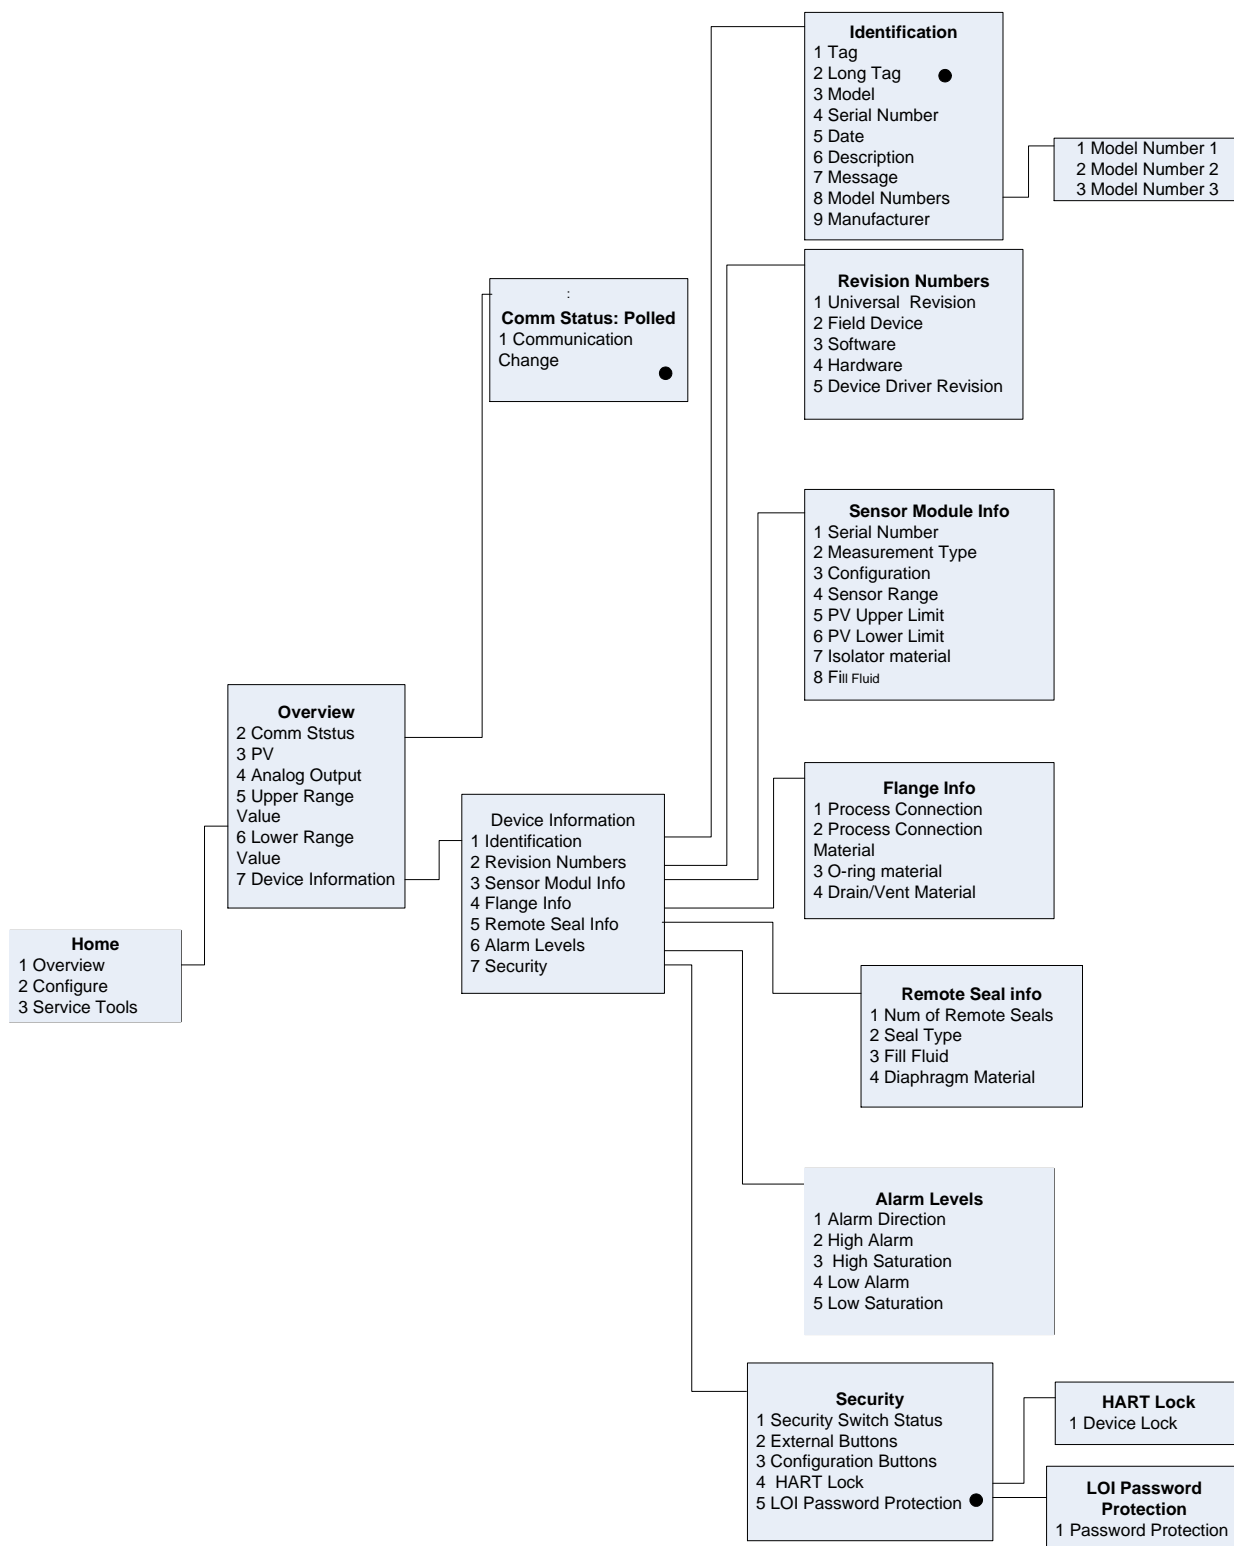 Identification
1 Tag
2 Long Tag
3 Model
4 Serial Number
5 Date
6 Description
7 Message
8 Model Numbers
9 Manufacturer
1 Model Number 1
2 Model Number 2
3 Model Number 3
Revision Numbers
1 Universal Revision
2 Field Device
3 Software
4 Hardware
5 Device Driver Revision
:
Comm Status: Polled
1 Communication
Change
Sensor Module Info
1 Serial Number
2 Measurement Type
3 Configuration
4 Sensor Range
5 PV Upper Limit
6 PV Lower Limit
7 Isolator material
8 Fill Fluid
Overview
2 Comm Ststus
3 PV
4 Analog Output
5 Upper Range
Value
6 Lower Range
Value
7 Device Information
Device Information
1 Identification
2 Revision Numbers
3 Sensor Modul Info
4 Flange Info
5 Remote Seal Info
6 Alarm Levels
7 Security
Flange Info
1 Process Connection
2 Process Connection
Material
3 O-ring material
4 Drain/Vent Material
Home
1 Overview
2 Configure
3 Service Tools
Remote Seal info
1 Num of Remote Seals
2 Seal Type
3 Fill Fluid
4 Diaphragm Material
Alarm Levels
1 Alarm Direction
2 High Alarm
3 High Saturation
4 Low Alarm
5 Low Saturation
Security
1 Security Switch Status
2 External Buttons
3 Configuration Buttons
4 HART Lock
5 LOI Password Protection
HART Lock
1 Device Lock
LOI Password
Protection
1 Password Protection